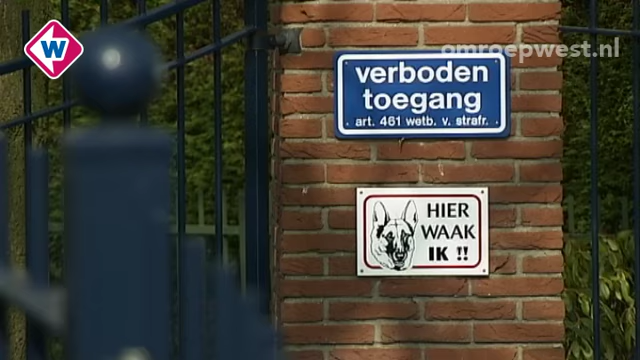 W
omroepwest.nl
verboden
toegang
art. 461 wetb. v. strafr.
HIER
WAAK
IK !!